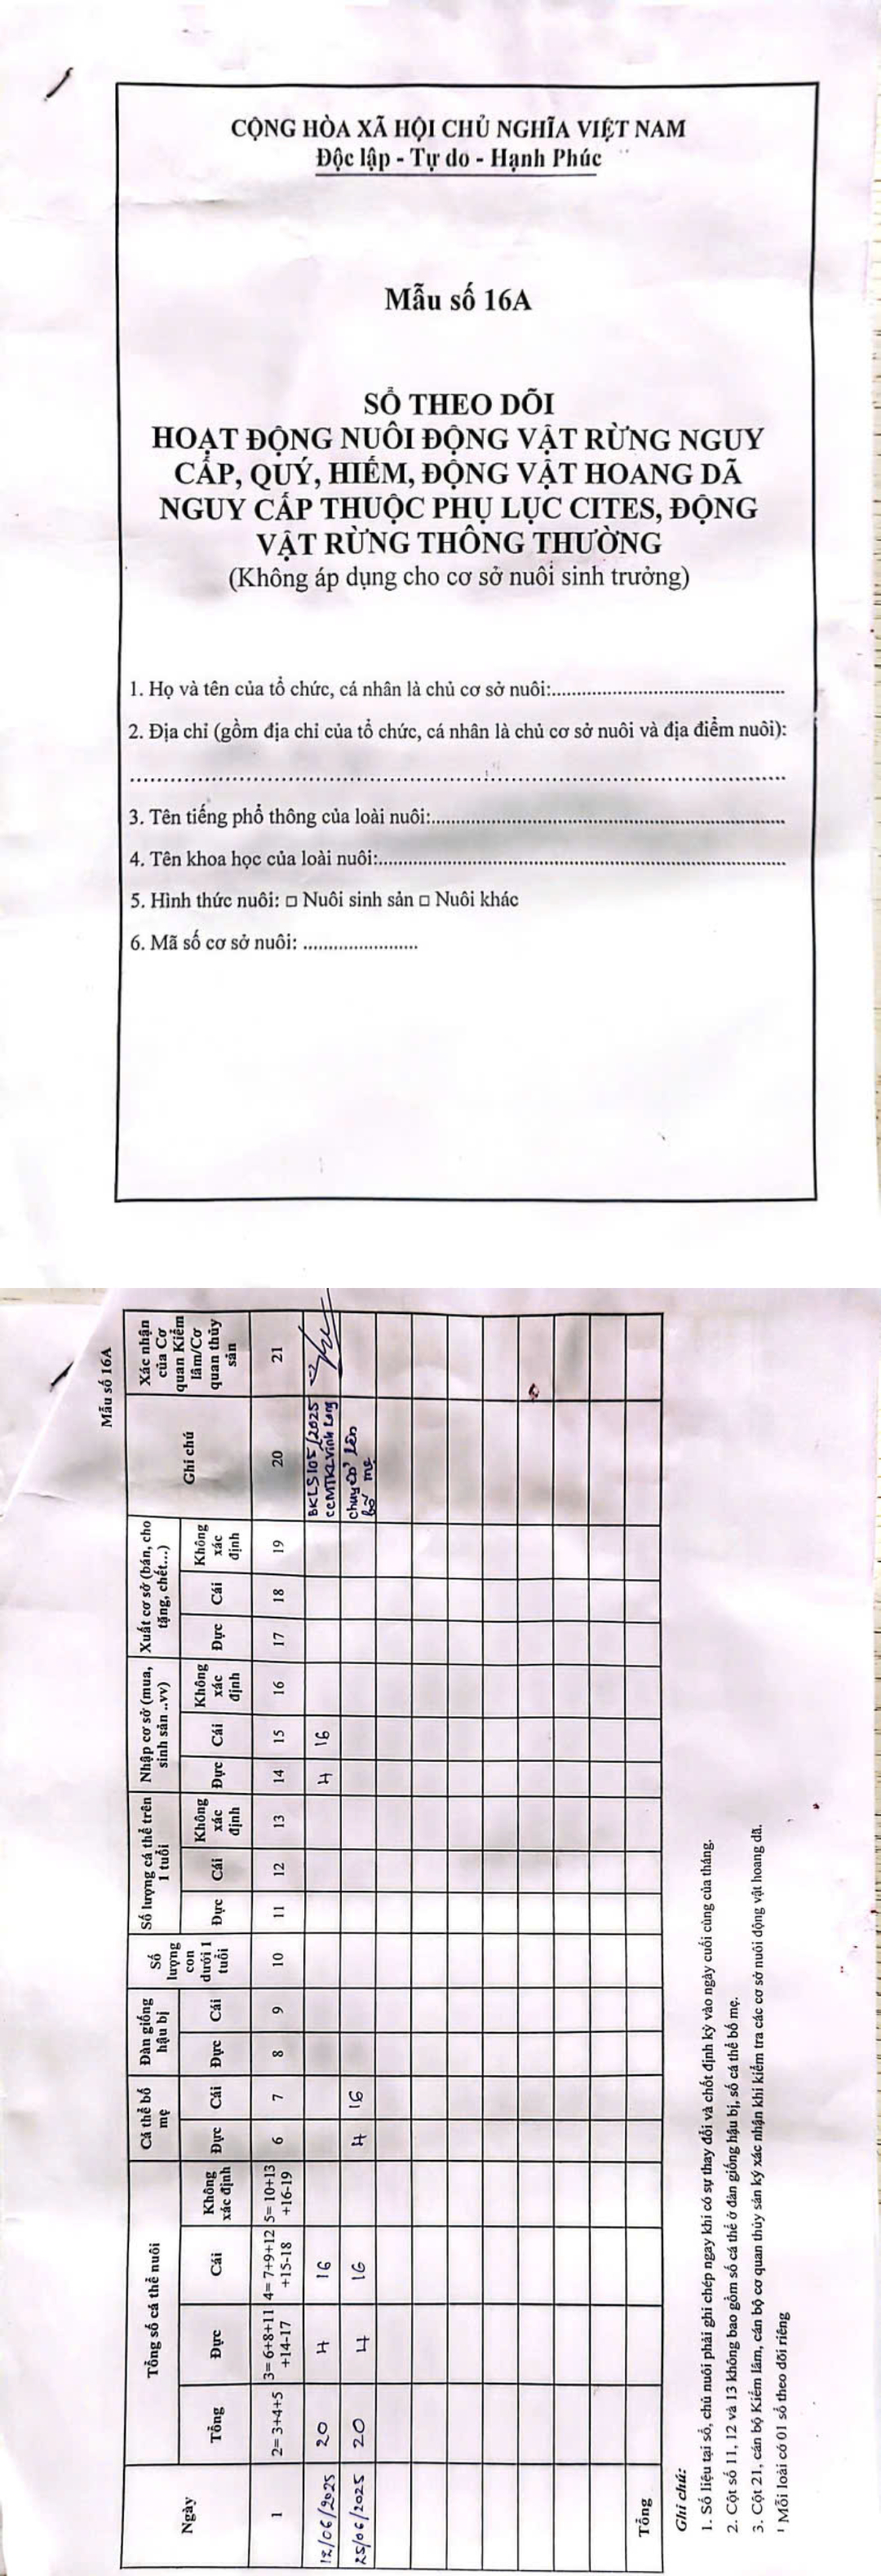 CỘNG HÒA XÃ HỘI CHỦ NGHĨA VIỆT NAM
Độc lập - Tự do - Hạnh Phúc
Mẫu số 16A
SỔ THEO DÕI
HOẠT ĐỘNG NUÔI ĐỘNG VẬT RỪNG NGUY
CẤP, QUÝ, HIẾM, ĐỘNG VẬT HOANG DÃ
NGUY CẤP THUỘC PHỤ LỤC CITES, ĐỘNG
VẬT RỪNG THÔNG THƯỜNG
(Không áp dụng cho cơ sở nuôi sinh trưởng)
1. Họ và tên của tổ chức, cá nhân là chủ cơ sở nuôi:
2. Địa chỉ (gồm địa chỉ của tổ chức, cá nhân là chủ cơ sở nuôi và địa điểm nuôi):
3. Tên tiếng phổ thông của loài nuôi:
4. Tên khoa học của loài nuôi:
5. Hình thức nuôi: □ Nuôi sinh sản □ Nuôi khác
6. Mã số cơ sở nuôi:
Mẫu số 16A
Ngày
Tổng số cá thể nuôi
Cá thể bố
mẹ
Đàn giống
hậu bị
Số
lượng
con
dưới 1
tuổi
Số lượng cá thể trên
1 tuổi
Nhập cơ sở (mua,
sinh sản ..vv)
Xuất cơ sở (bán, cho
tặng, chết...)
Ghi chú
Xác nhận
của Cơ
quan Kiểm
lâm/Cơ
quan thủy
sản
Tổng
Đực
Cái
Không
xác định
Đực
Cái
Đực
Cái
Đực
Cái
Không
xác
định
Đực
Cái
Không
xác
định
Đực
Cái
Không
xác
định
1
2= 3+4+5
3= 6+8+11
+14-17
4= 7+9+12
+15-18
5= 10+13
+16-19
6
7
8
9
10
11
12
13
14
15
16
17
18
19
20
21
12/06/2025 20 4 16 4 16 BKLS105/2025
CCMTKL Vĩnh Long
25/06/2025 20 4 16 4 16 chuyển lên
bố mẹ
Tổng
Ghi chú:
1. Số liệu tại sổ, chủ nuôi phải ghi chép ngay khi có sự thay đổi và chốt định kỳ vào ngày cuối cùng của tháng.
2. Cột số 11, 12 và 13 không bao gồm số cá thể ở đàn giống hậu bị, số cá thể bố mẹ.
3. Cột 21, cán bộ Kiểm lâm, cán bộ cơ quan thủy sản ký xác nhận khi kiểm tra các cơ sở nuôi động vật hoang dã.
¹ Mỗi loài có 01 sổ theo dõi riêng